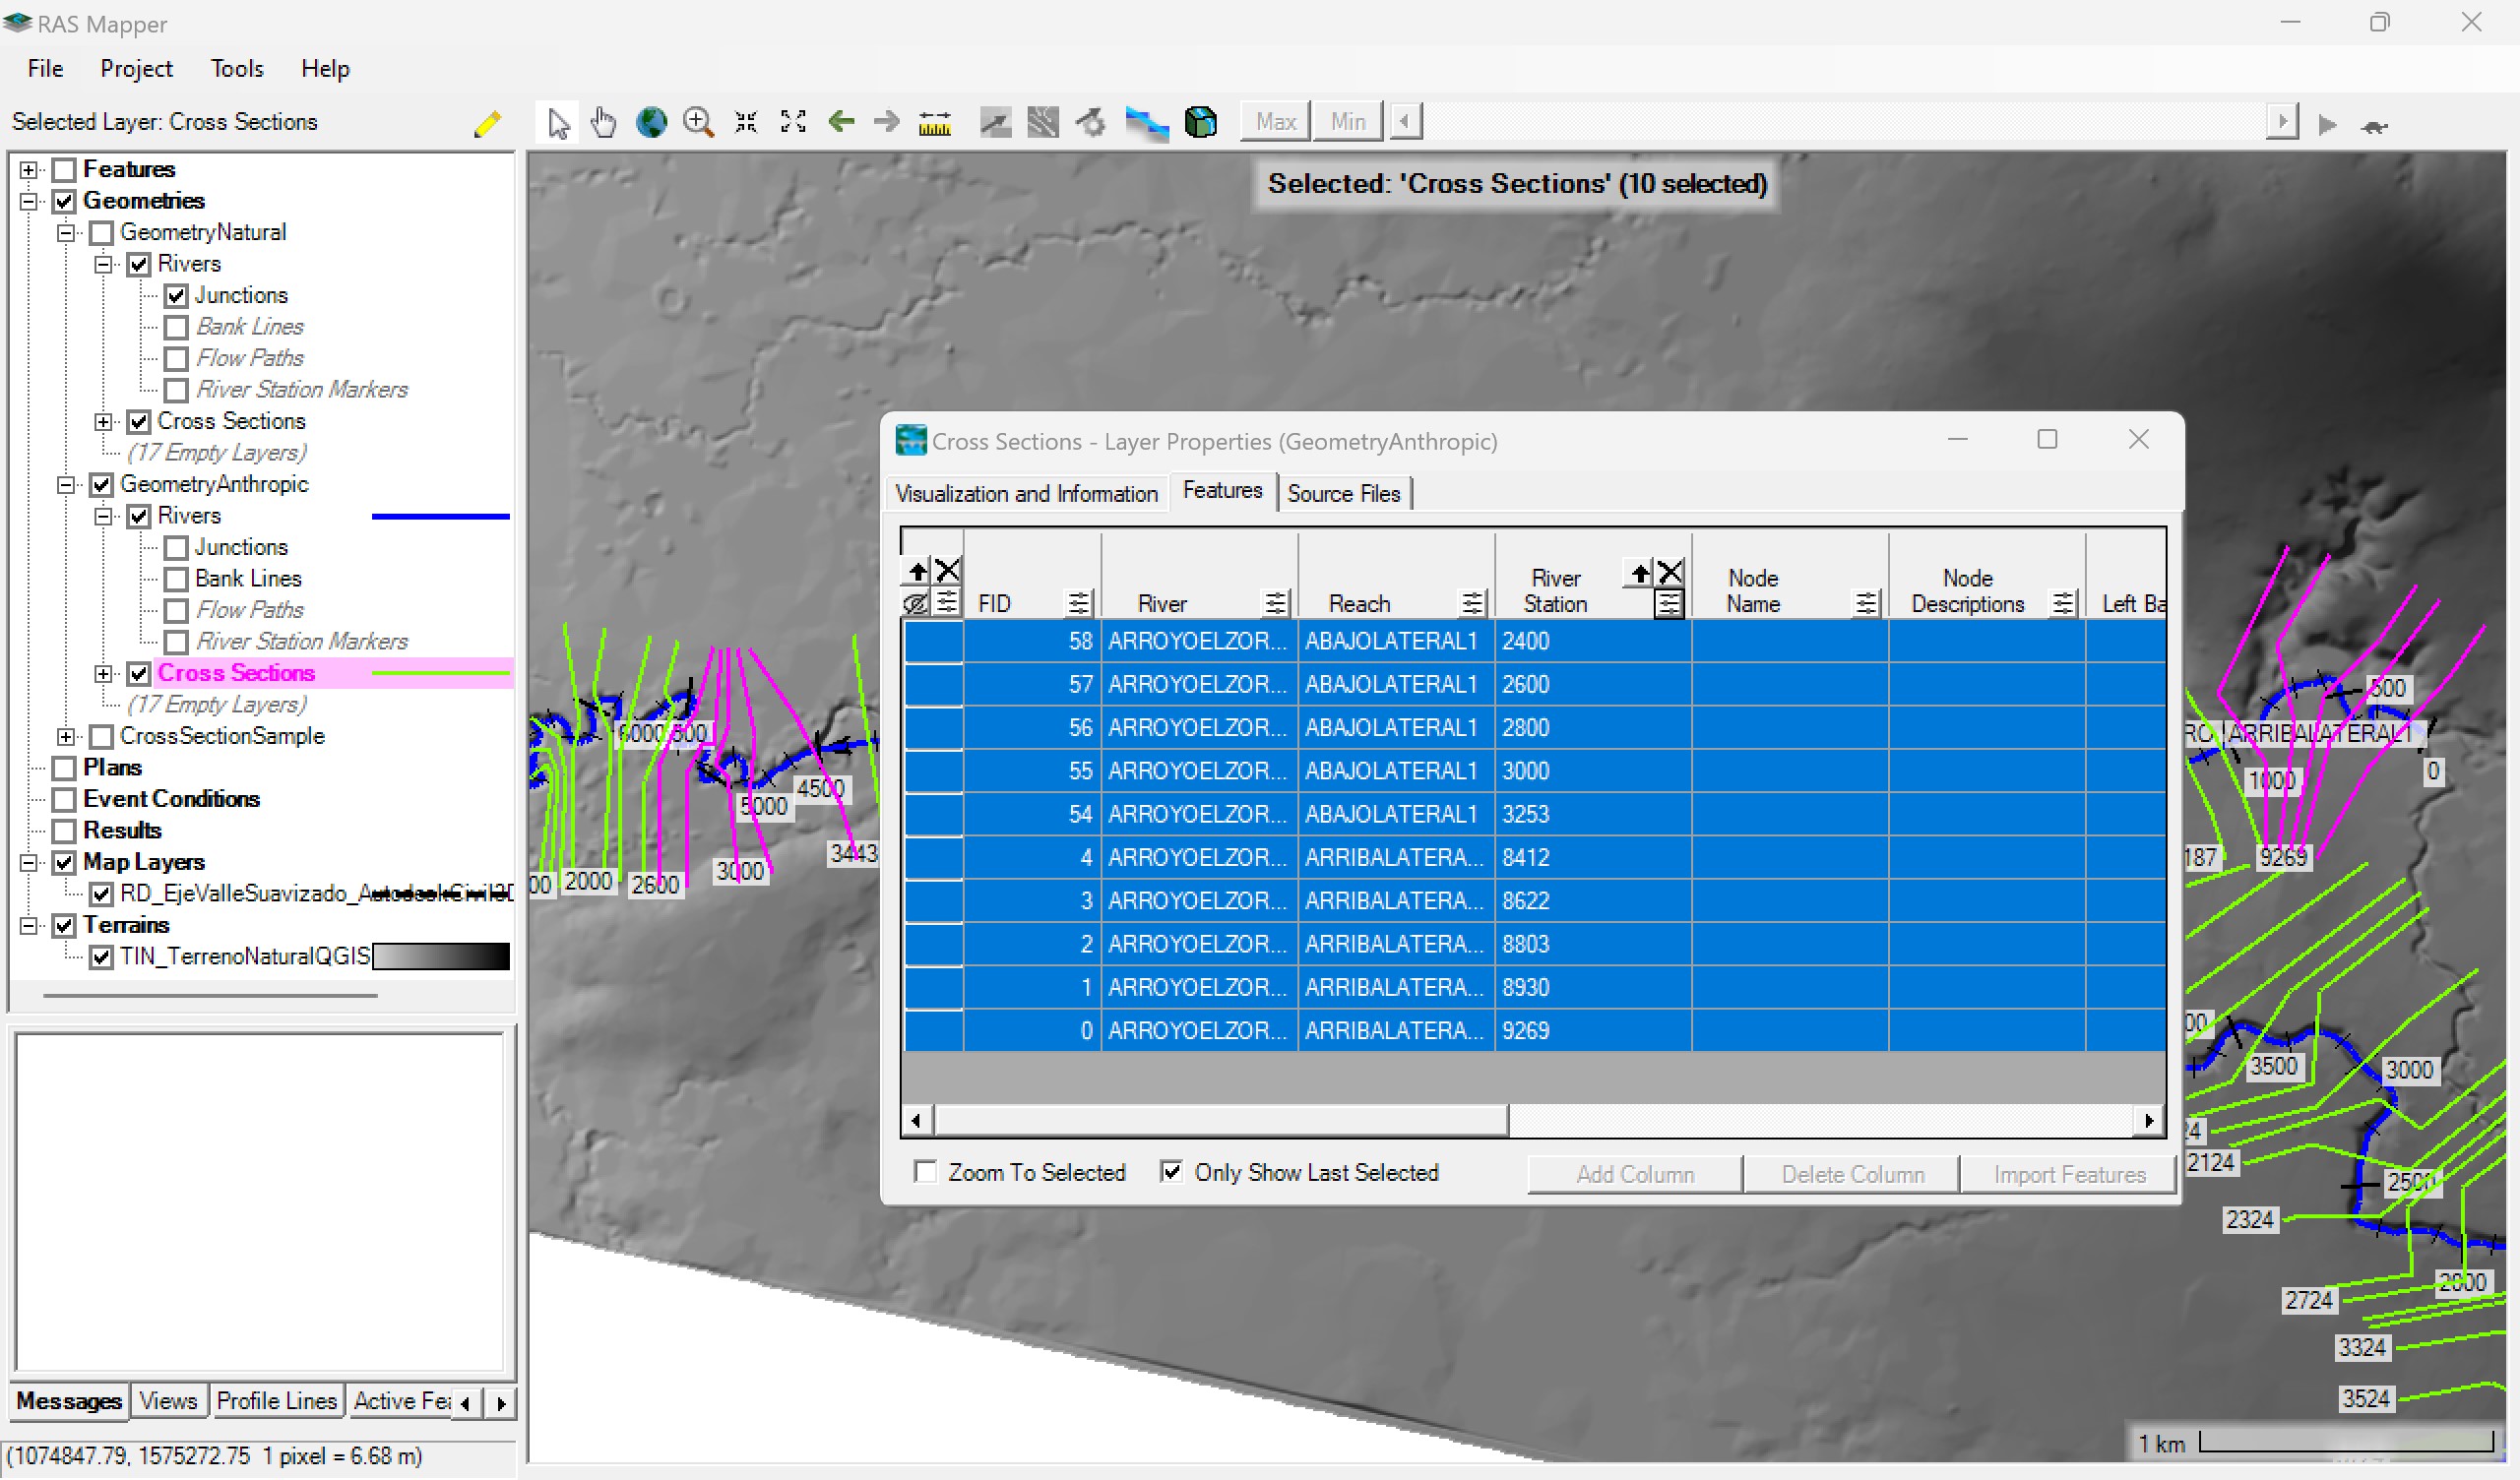 RAS Mapper
File Project Tools Help
Selected Layer: Cross Sections
Max Min
Features
Geometries
GeometryNatural
Rivers
Junctions
Bank Lines
Flow Paths
River Station Markers
Cross Sections
(17 Empty Layers)
GeometryAnthropic
Rivers
Junctions
Bank Lines
Flow Paths
River Station Markers
Cross Sections
(17 Empty Layers)
CrossSectionSample
Plans
Event Conditions
Results
Map Layers
Terrains
TIN_TerrenoNaturalQGIS
Messages Views Profile Lines Active Fea
(1074847.79, 1575272.75 1 pixel = 6.68 m)
Selected: 'Cross Sections' (10 selected)
Cross Sections - Layer Properties (GeometryAnthropic)
Visualization and Information Features Source Files
FID River Reach River Station Node Name Node Descriptions Left Ba
58 ARROYOELZOR... ABAJOLATERAL1 2400
57 ARROYOELZOR... ABAJOLATERAL1 2600
56 ARROYOELZOR... ABAJOLATERAL1 2800
55 ARROYOELZOR... ABAJOLATERAL1 3000
54 ARROYOELZOR... ABAJOLATERAL1 3253
4 ARROYOELZOR... ARRIBALATERA... 8412
3 ARROYOELZOR... ARRIBALATERA... 8622
2 ARROYOELZOR... ARRIBALATERA... 8803
1 ARROYOELZOR... ARRIBALATERA... 8930
0 ARROYOELZOR... ARRIBALATERA... 9269
Zoom To Selected Only Show Last Selected Add Column Delete Column Import Features
5000
4500
3443
3000
2600
2000
00
500
ARRIBALATERAL1
0
1000
187
9269
00
3500
3000
24
2124
2500
2324
2000
2724
3324
3524
1 km